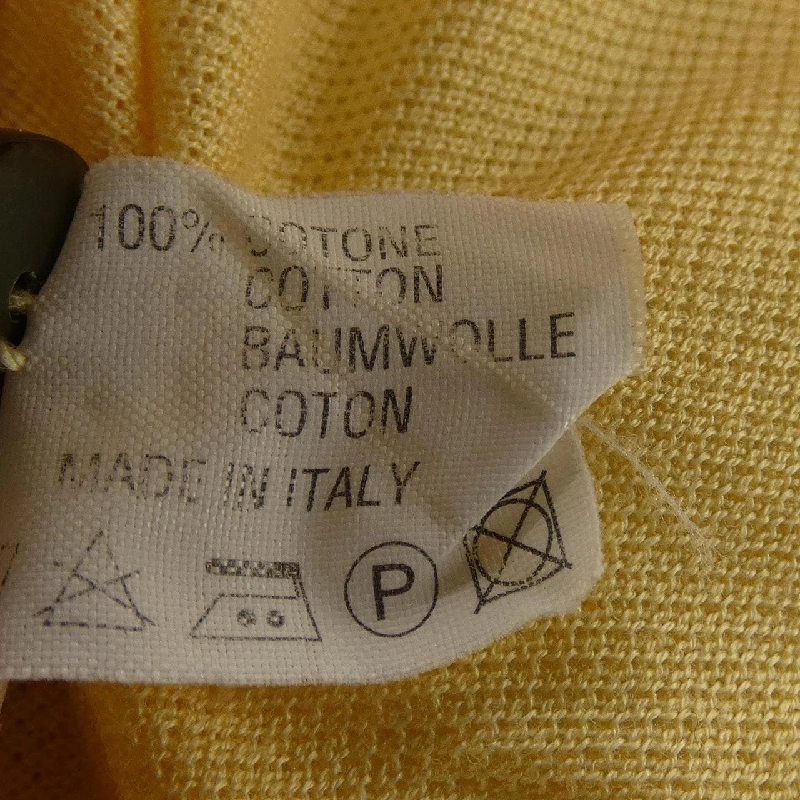 100% COTONE
COTTON
BAUMWOLLE
COTON
MADE IN ITALY
P